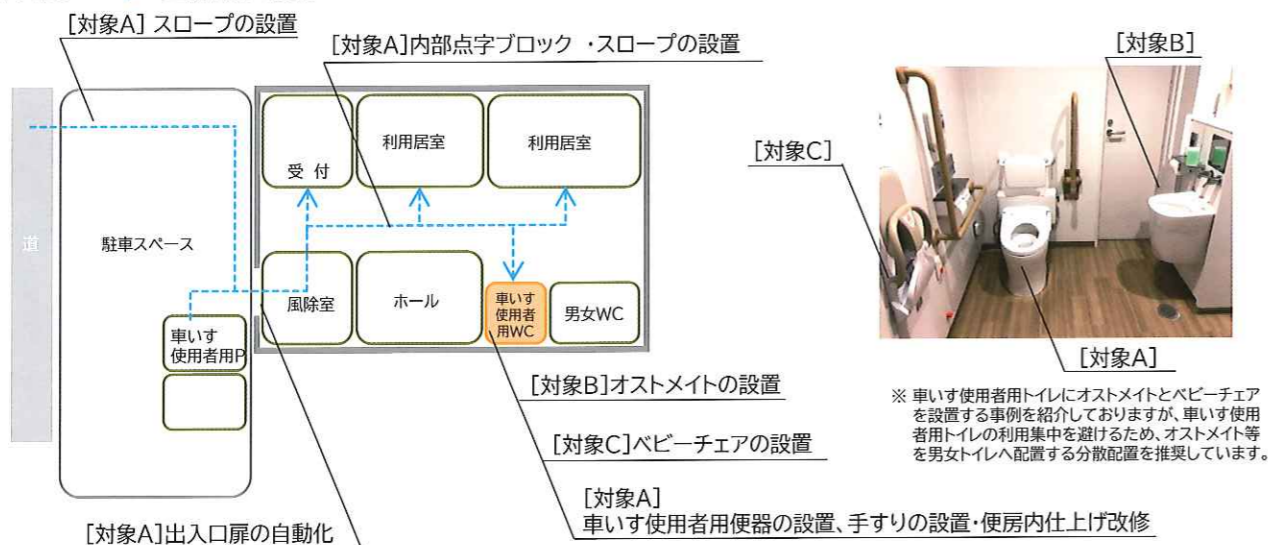 [対象A] スロープの設置
[対象A]内部点字ブロック ・スロープの設置
[対象B]
[対象C]
道
駐車スペース
受 付
利用居室
利用居室
風除室
ホール
車いす
使用者
用WC
男女WC
車いす
使用者用P
[対象A]
[対象B]オストメイトの設置
[対象C]ベビーチェアの設置
[対象A]
車いす使用者用便器の設置、手すりの設置・便房内仕上げ改修
[対象A]出入口扉の自動化
※ 車いす使用者用トイレにオストメイトとベビーチェア
を設置する事例を紹介しておりますが、車いす使用
者用トイレの利用集中を避けるため、オストメイト等
を男女トイレへ配置する分散配置を推奨しています。